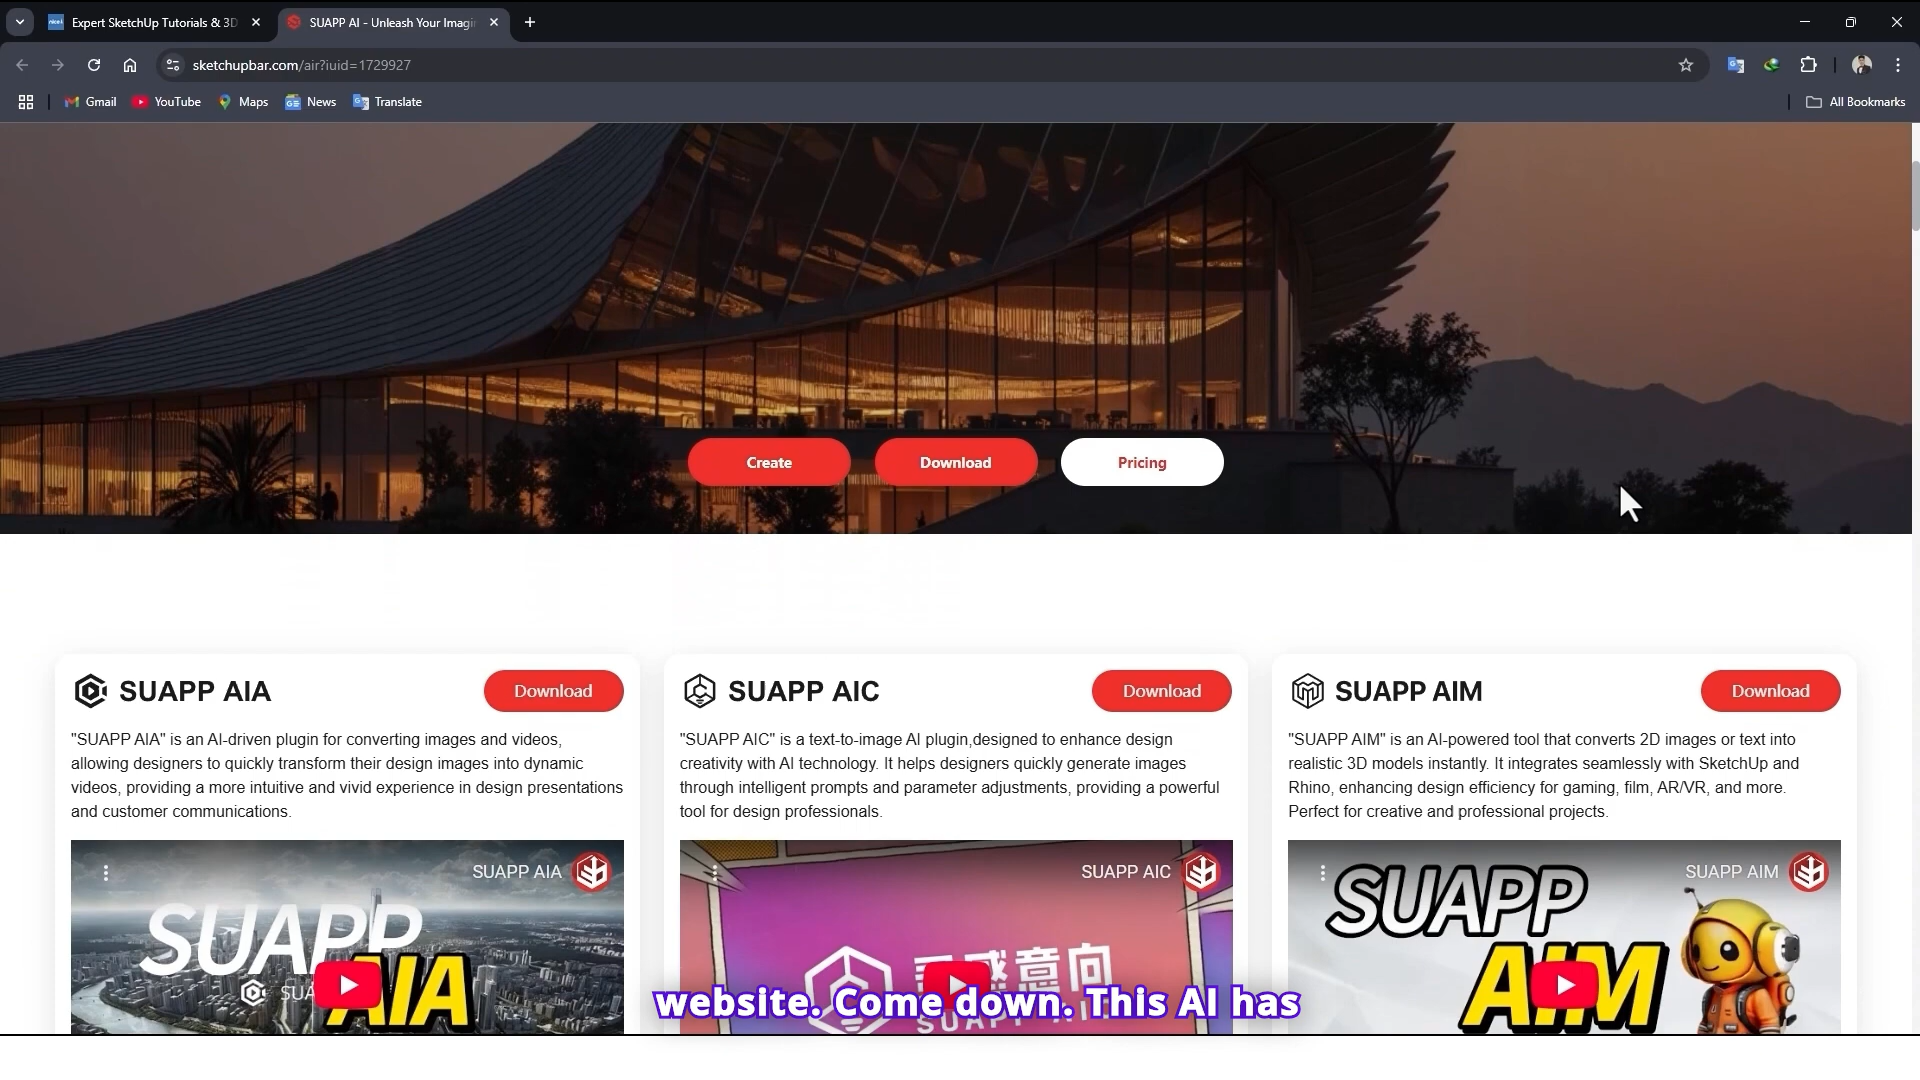 Expert SketchUp Tutorials & 3D
SUAPP AI - Unleash Your Imagin
sketchupbar.com/air?iuid=1729927
Gmail
YouTube
Maps
News
Translate
All Bookmarks
Create
Download
Pricing
SUAPP AIA
Download
"SUAPP AIA" is an AI-driven plugin for converting images and videos,
allowing designers to quickly transform their design images into dynamic
videos, providing a more intuitive and vivid experience in design presentations
and customer communications.
SUAPP AIA
SUAPP
AIA
SUA
SUAPP AIC
Download
"SUAPP AIC" is a text-to-image AI plugin,designed to enhance design
creativity with AI technology. It helps designers quickly generate images
through intelligent prompts and parameter adjustments, providing a powerful
tool for design professionals.
SUAPP AIC
灵感意向
SUAPP AIC
SUAPP AIM
Download
"SUAPP AIM" is an AI-powered tool that converts 2D images or text into
realistic 3D models instantly. It integrates seamlessly with SketchUp and
Rhino, enhancing design efficiency for gaming, film, AR/VR, and more.
Perfect for creative and professional projects.
SUAPP AIM
SUAPP
AIM
website. Come down. This AI has